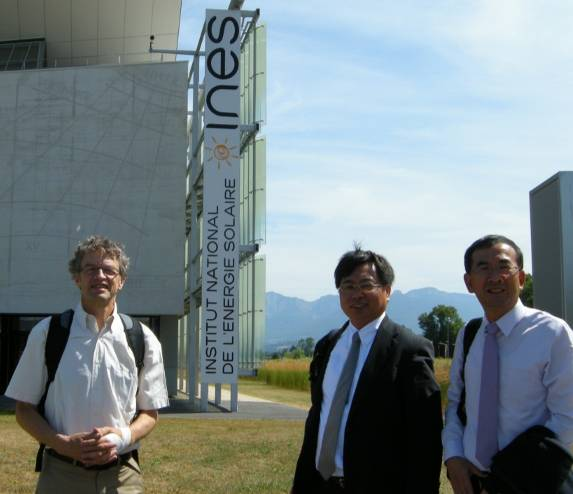 ines
INSTITUT NATIONAL
DE L'ENERGIE SOLAIRE